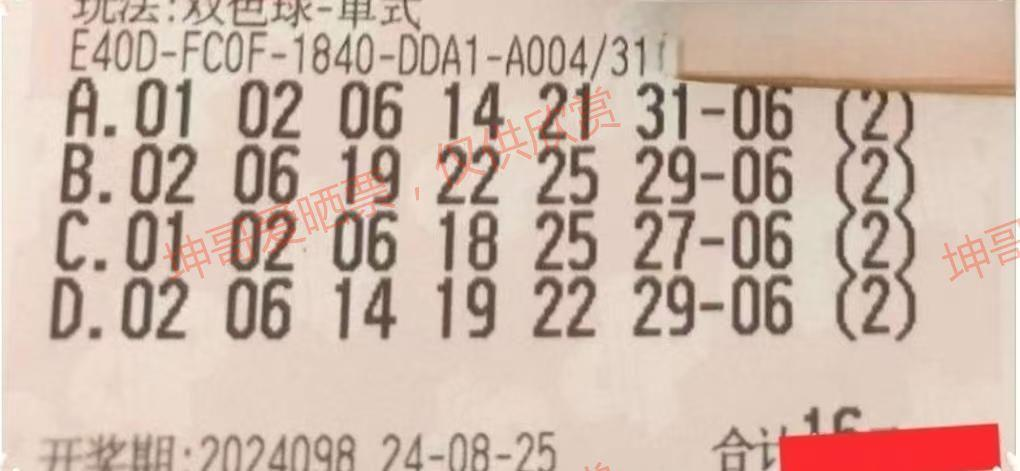 玩法:双色球-单式
E40D-FC0F-1840-DDA1-A004/31
A.01 02 06 14 21 31-06 (2)
B.02 06 19 22 25 29-06 (2)
C.01 02 06 18 25 27-06 (2)
D.02 06 14 19 22 29-06 (2)
坤哥爱晒票，仅供欣赏
坤哥
开奖期:2024098 24-08-25
合计16